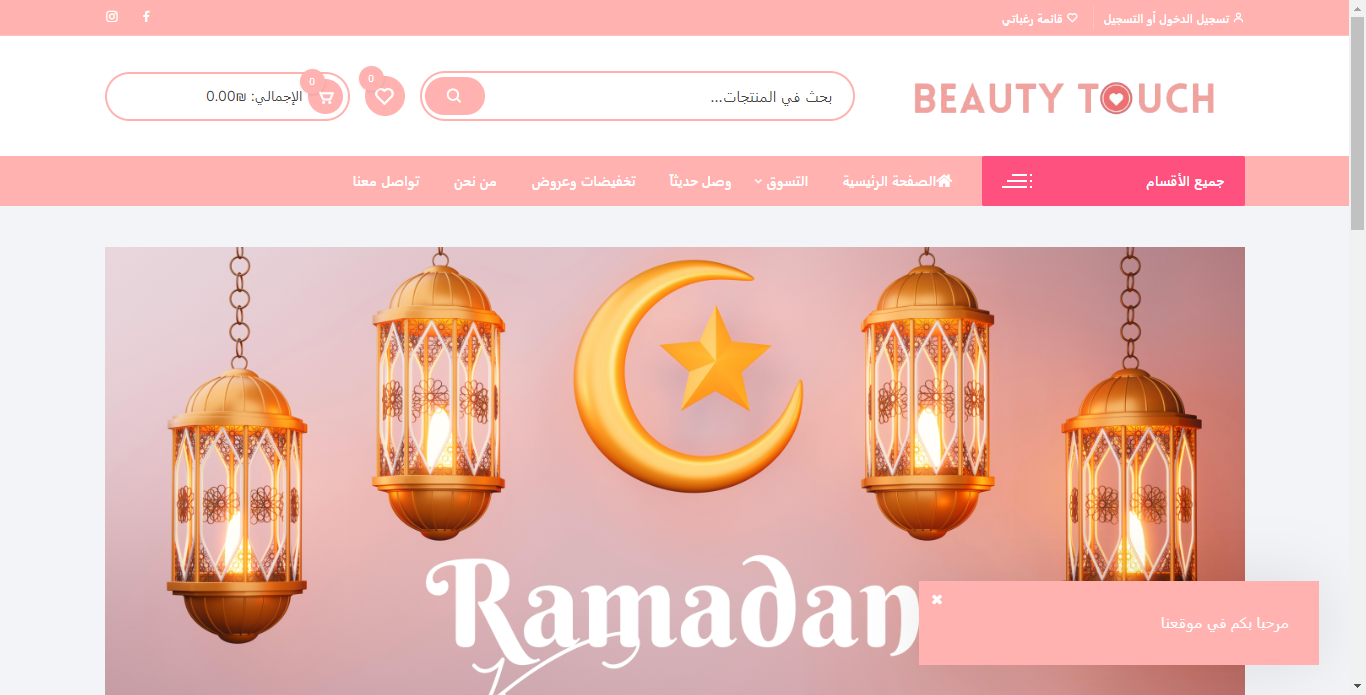 تسجيل الدخول أو التسجيل
قائمة رغباتي
BEAUTY TOUCH
بحث في المنتجات...
0
0
الإجمالي: ₪0.00
جميع الأقسام
الصفحة الرئيسية
التسوق
وصل حديثاً
تخفيضات وعروض
من نحن
تواصل معنا
Ramadan
مرحبا بكم في موقعنا